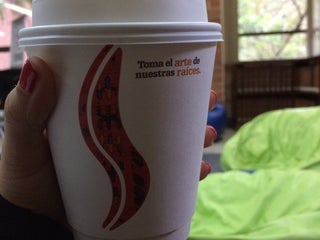 Toma el arte de
nuestras raíces.